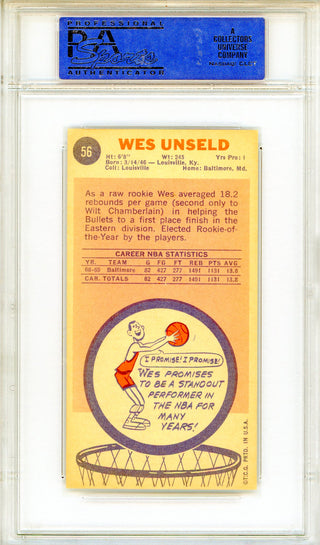 PROFESSIONAL
PSA
Sports
AUTHENTICATOR
A
COLLECTORS
UNIVERSE
COMPANY
56
WES UNSELD
Ht: 6'8" Wt: 245 Yrs Pro: 1
Born: 3/14/46 — Louisville, Ky.
Coll: Louisville Home: Baltimore, Md.
As a raw rookie Wes averaged 18.2
rebounds per game (second only to
Wilt Chamberlain) in helping the
Bullets to a first place finish in the
Eastern division. Elected Rookie-of-
the-Year by the players.
CAREER NBA STATISTICS
YR. TEAM G FG FT REB PTS AVG
68-69 Baltimore 82 427 277 1491 1131 13.8
CAR. TOTALS 82 427 277 1491 1131
I PROMISE! I PROMISE!
WES PROMISES
TO BE A STANDOUT
PERFORMER IN
THE NBA FOR
MANY
YEARS!
©T.C.G. PRTD. IN U.S.A.